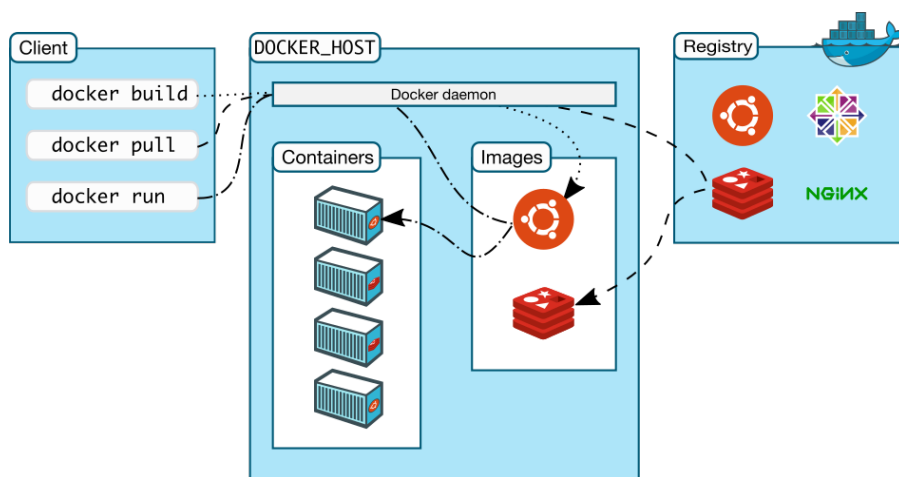 Client
docker build
docker pull
docker run
DOCKER_HOST
Docker daemon
Containers
Images
Registry
NGiNX